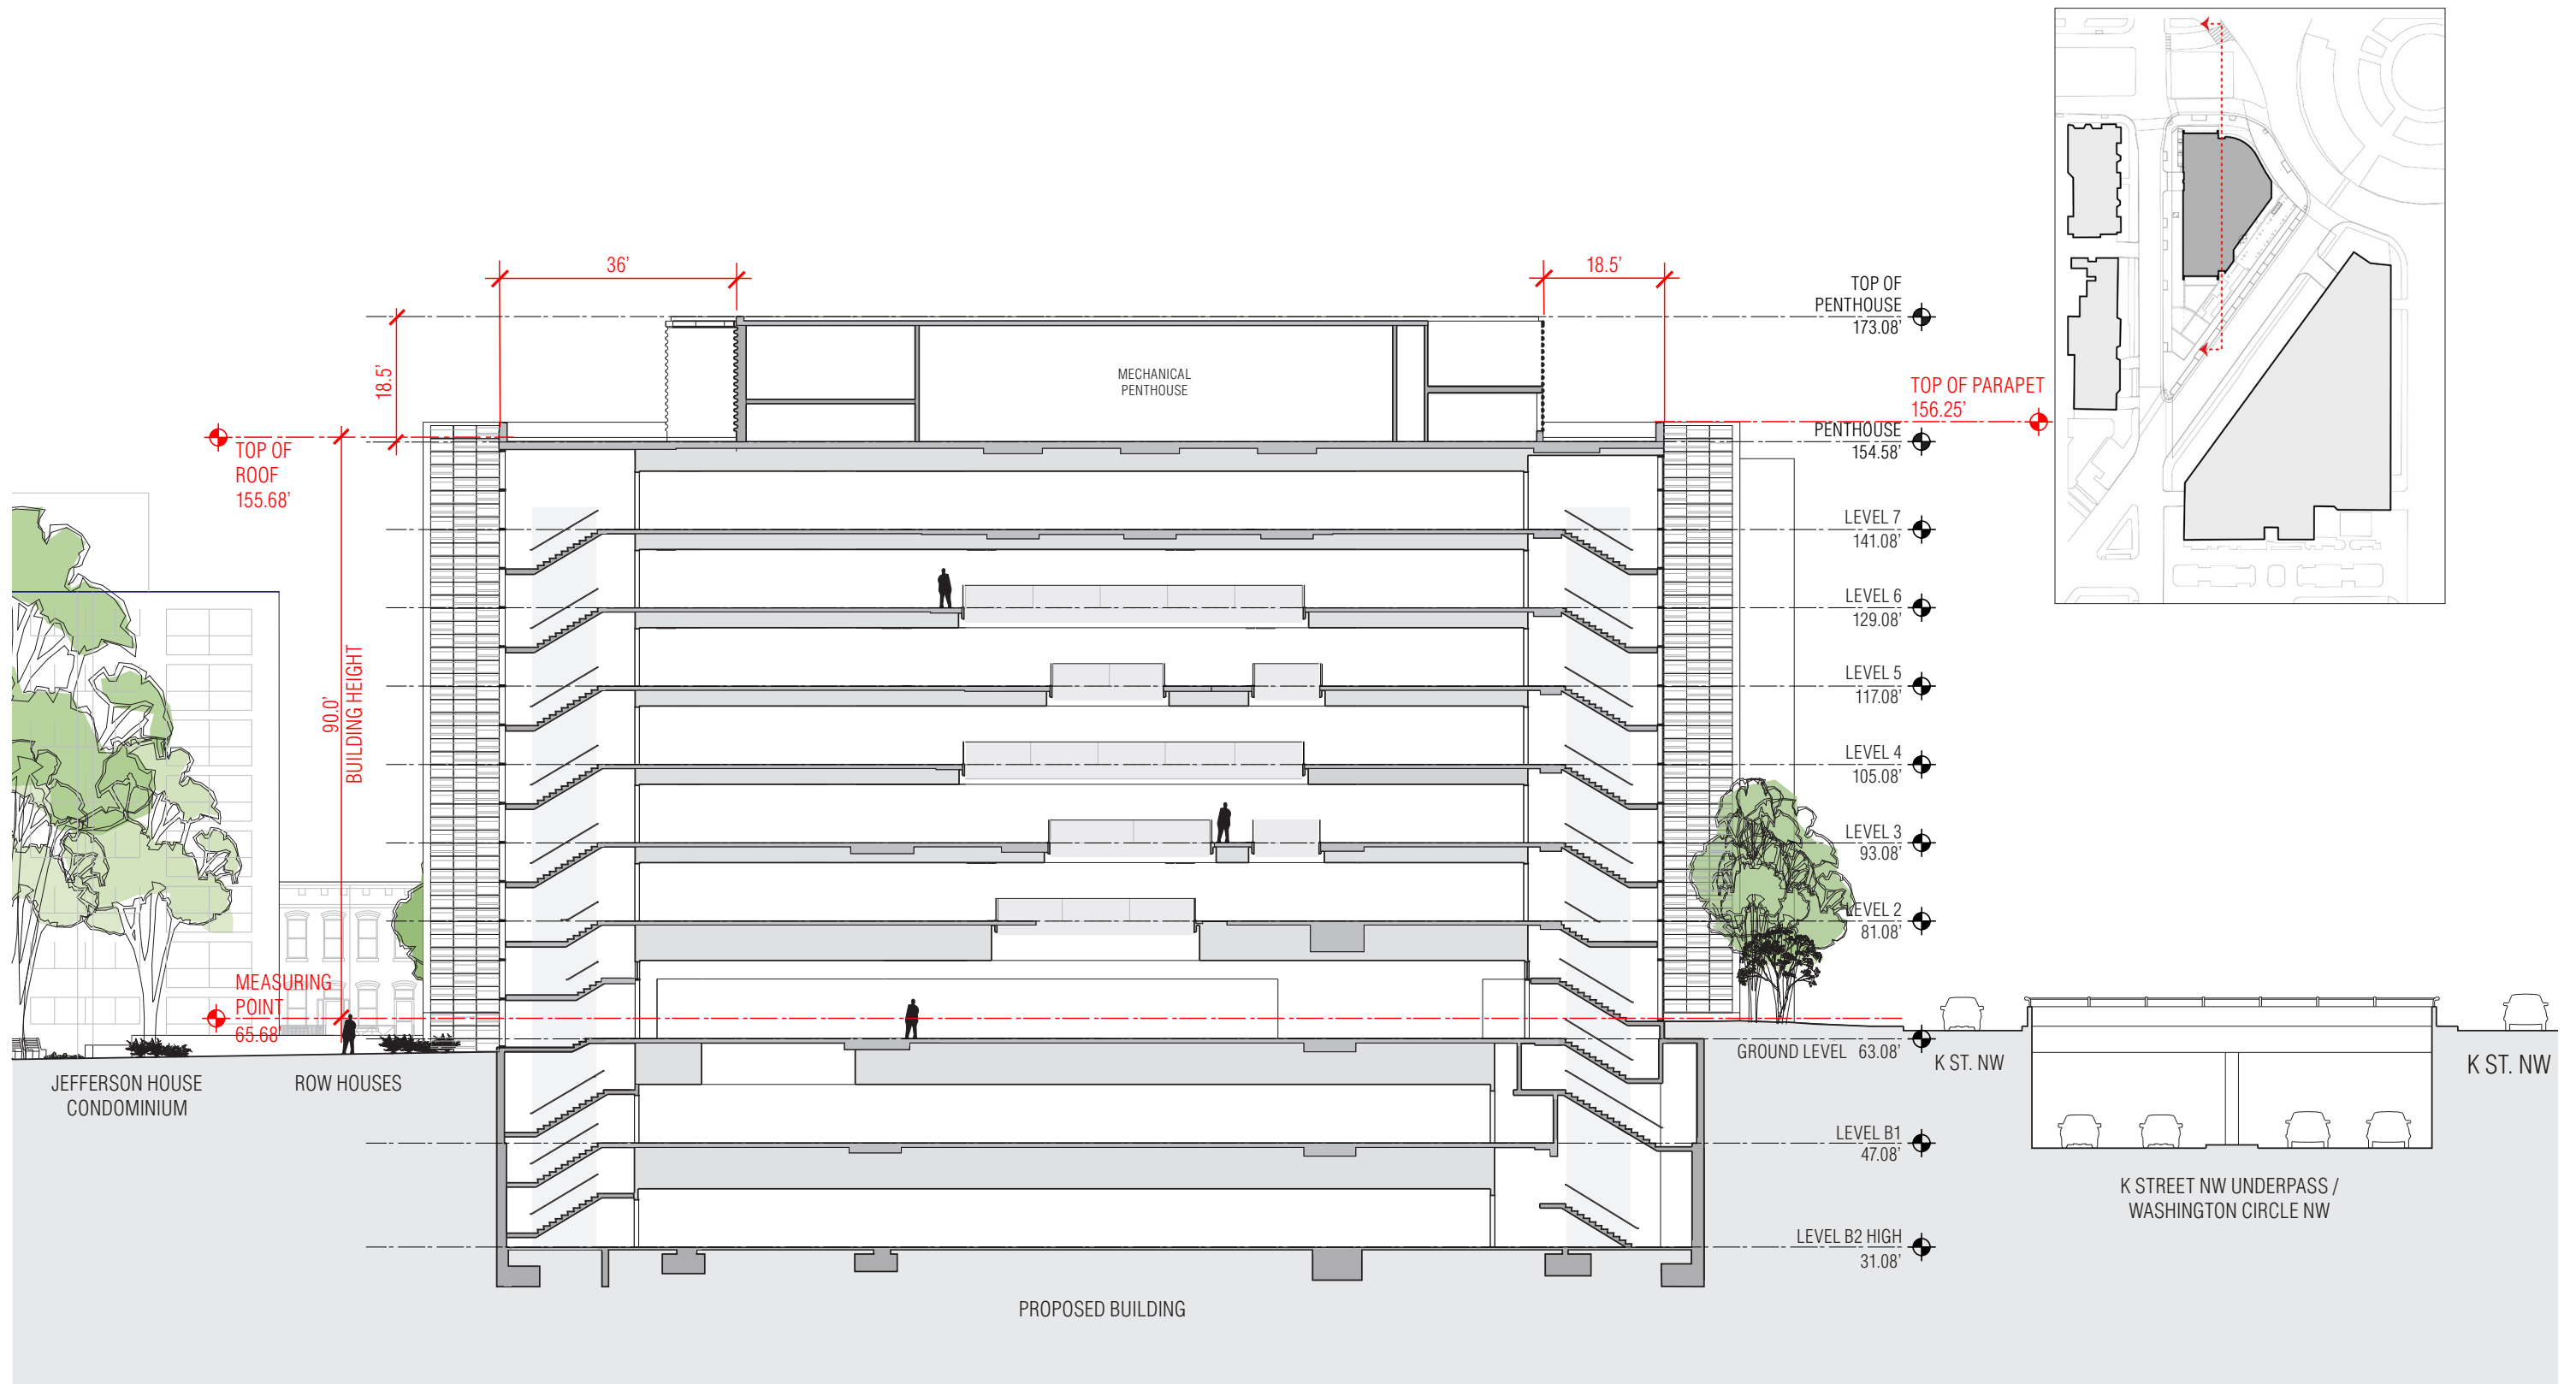 36'
18.5'
TOP OF
PENTHOUSE
173.08'
18.5'
MECHANICAL
PENTHOUSE
TOP OF PARAPET
156.25'
PENTHOUSE
154.58'
TOP OF
ROOF
155.68'
LEVEL 7
141.08'
LEVEL 6
129.08'
90.0'
BUILDING HEIGHT
LEVEL 5
117.08'
LEVEL 4
105.08'
LEVEL 3
93.08'
LEVEL 2
81.08'
MEASURING
POINT
65.68'
GROUND LEVEL 63.08'
K ST. NW
K ST. NW
JEFFERSON HOUSE
CONDOMINIUM
ROW HOUSES
LEVEL B1
47.08'
K STREET NW UNDERPASS /
WASHINGTON CIRCLE NW
LEVEL B2 HIGH
31.08'
PROPOSED BUILDING